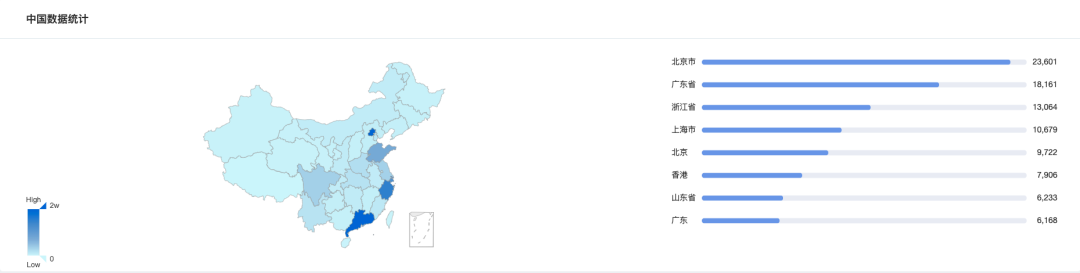 中国数据统计
High
2w
0
Low
北京市 23,601
广东省 18,161
浙江省 13,064
上海市 10,679
北京 9,722
香港 7,906
山东省 6,233
广东 6,168